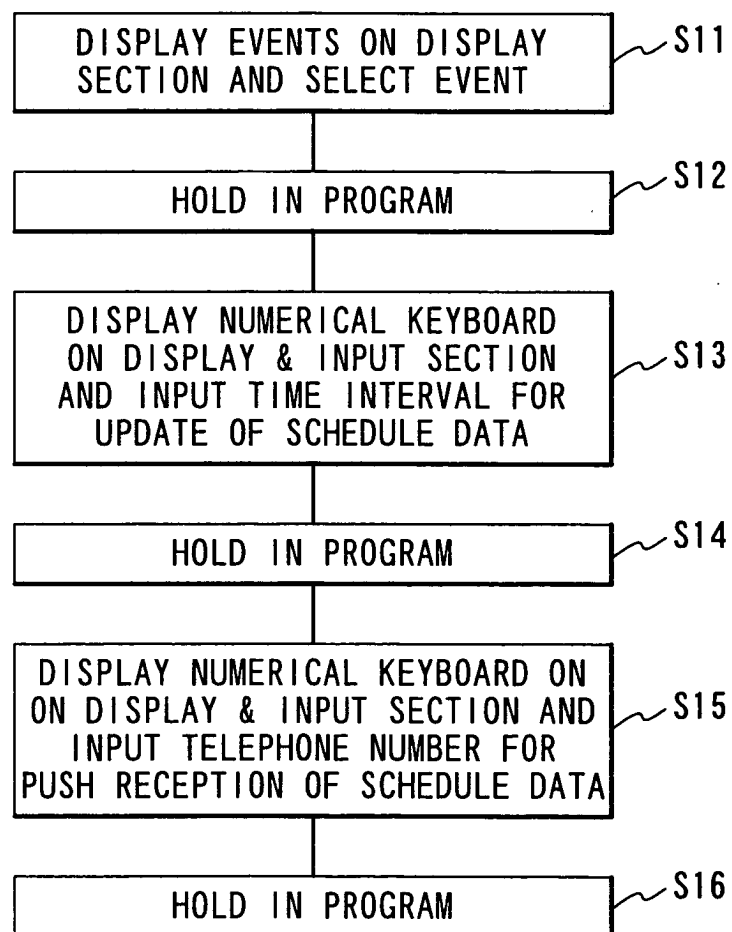 DISPLAY EVENTS ON DISPLAY
SECTION AND SELECT EVENT
S11
HOLD IN PROGRAM
S12
DISPLAY NUMERICAL KEYBOARD
ON DISPLAY & INPUT SECTION
AND INPUT TIME INTERVAL FOR
UPDATE OF SCHEDULE DATA
S13
HOLD IN PROGRAM
S14
DISPLAY NUMERICAL KEYBOARD ON
ON DISPLAY & INPUT SECTION AND
INPUT TELEPHONE NUMBER FOR
PUSH RECEPTION OF SCHEDULE DATA
S15
HOLD IN PROGRAM
S16